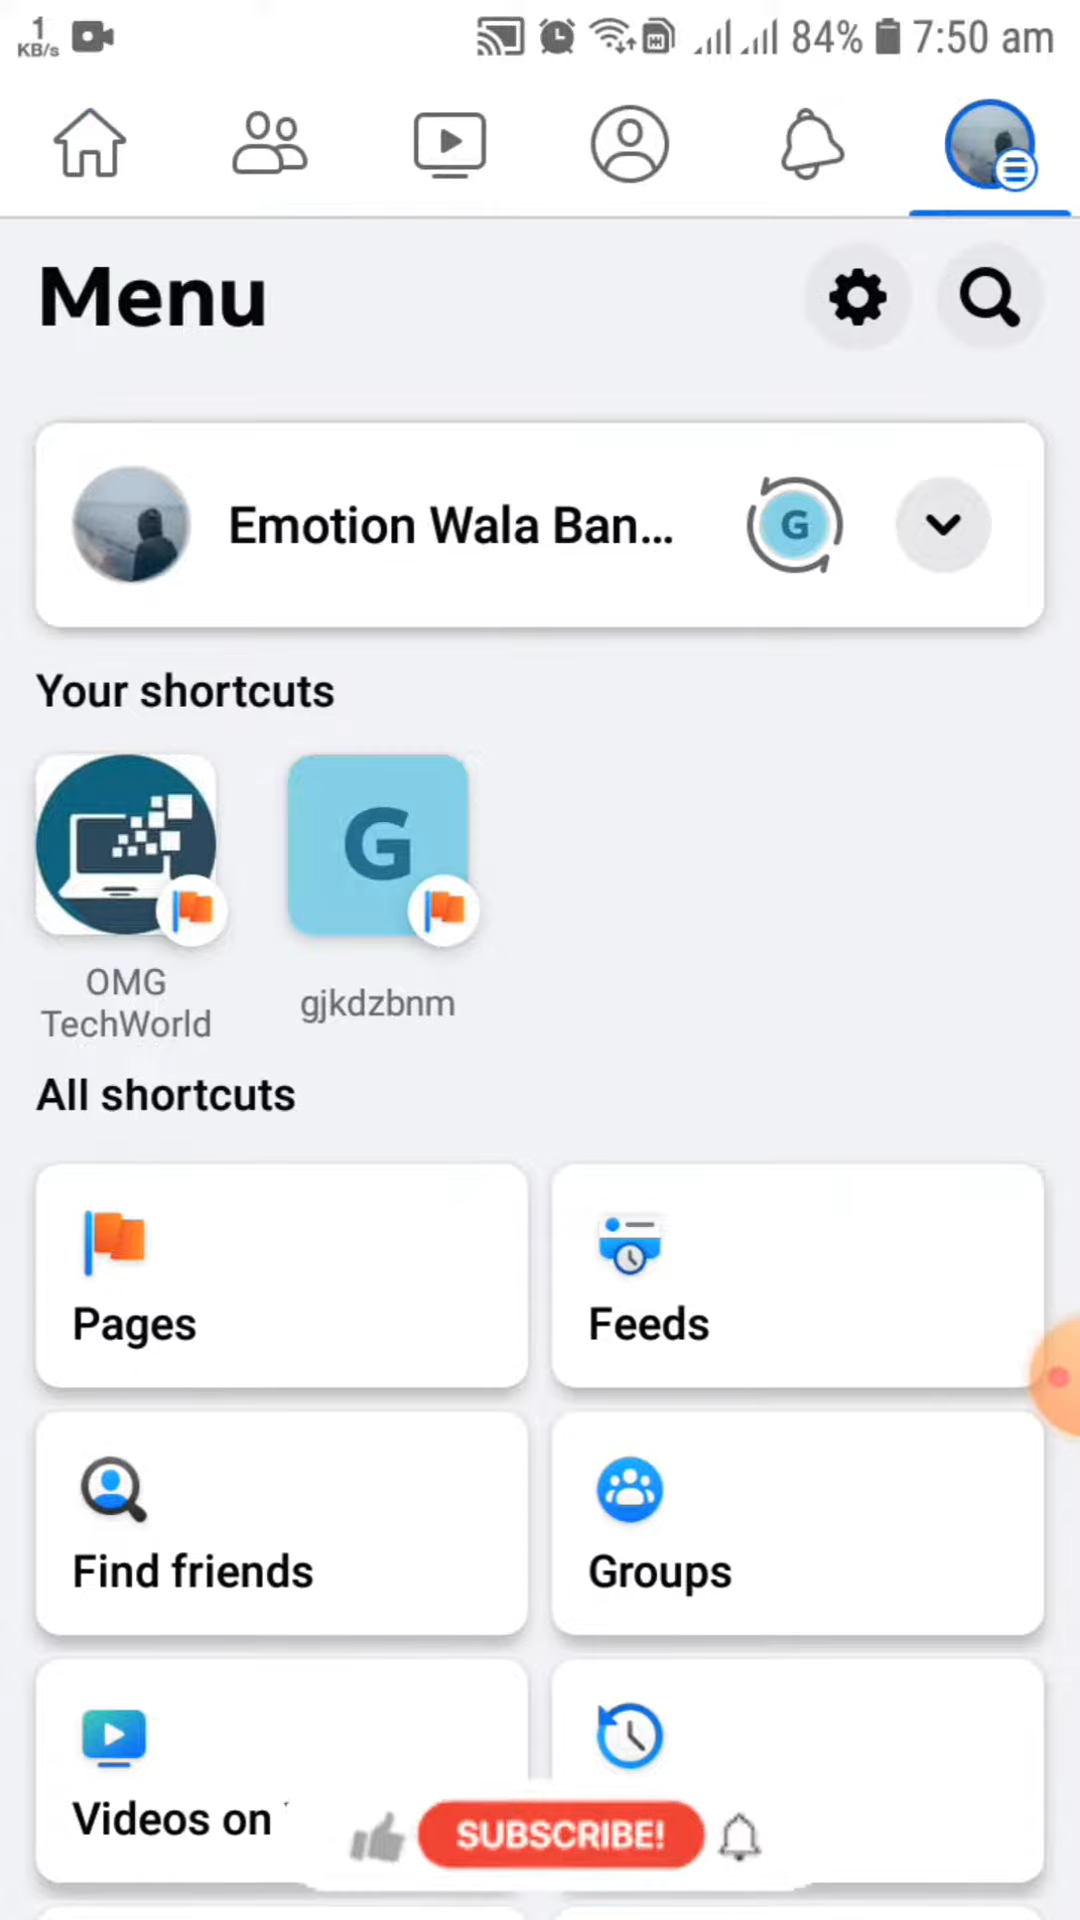 1
KB/s
84% 7:50 am
Menu
Emotion Wala Ban...
G
Your shortcuts
G
OMG
TechWorld
gjkdzbnm
All shortcuts
Pages
Feeds
Find friends
Groups
Videos on
SUBSCRIBE!